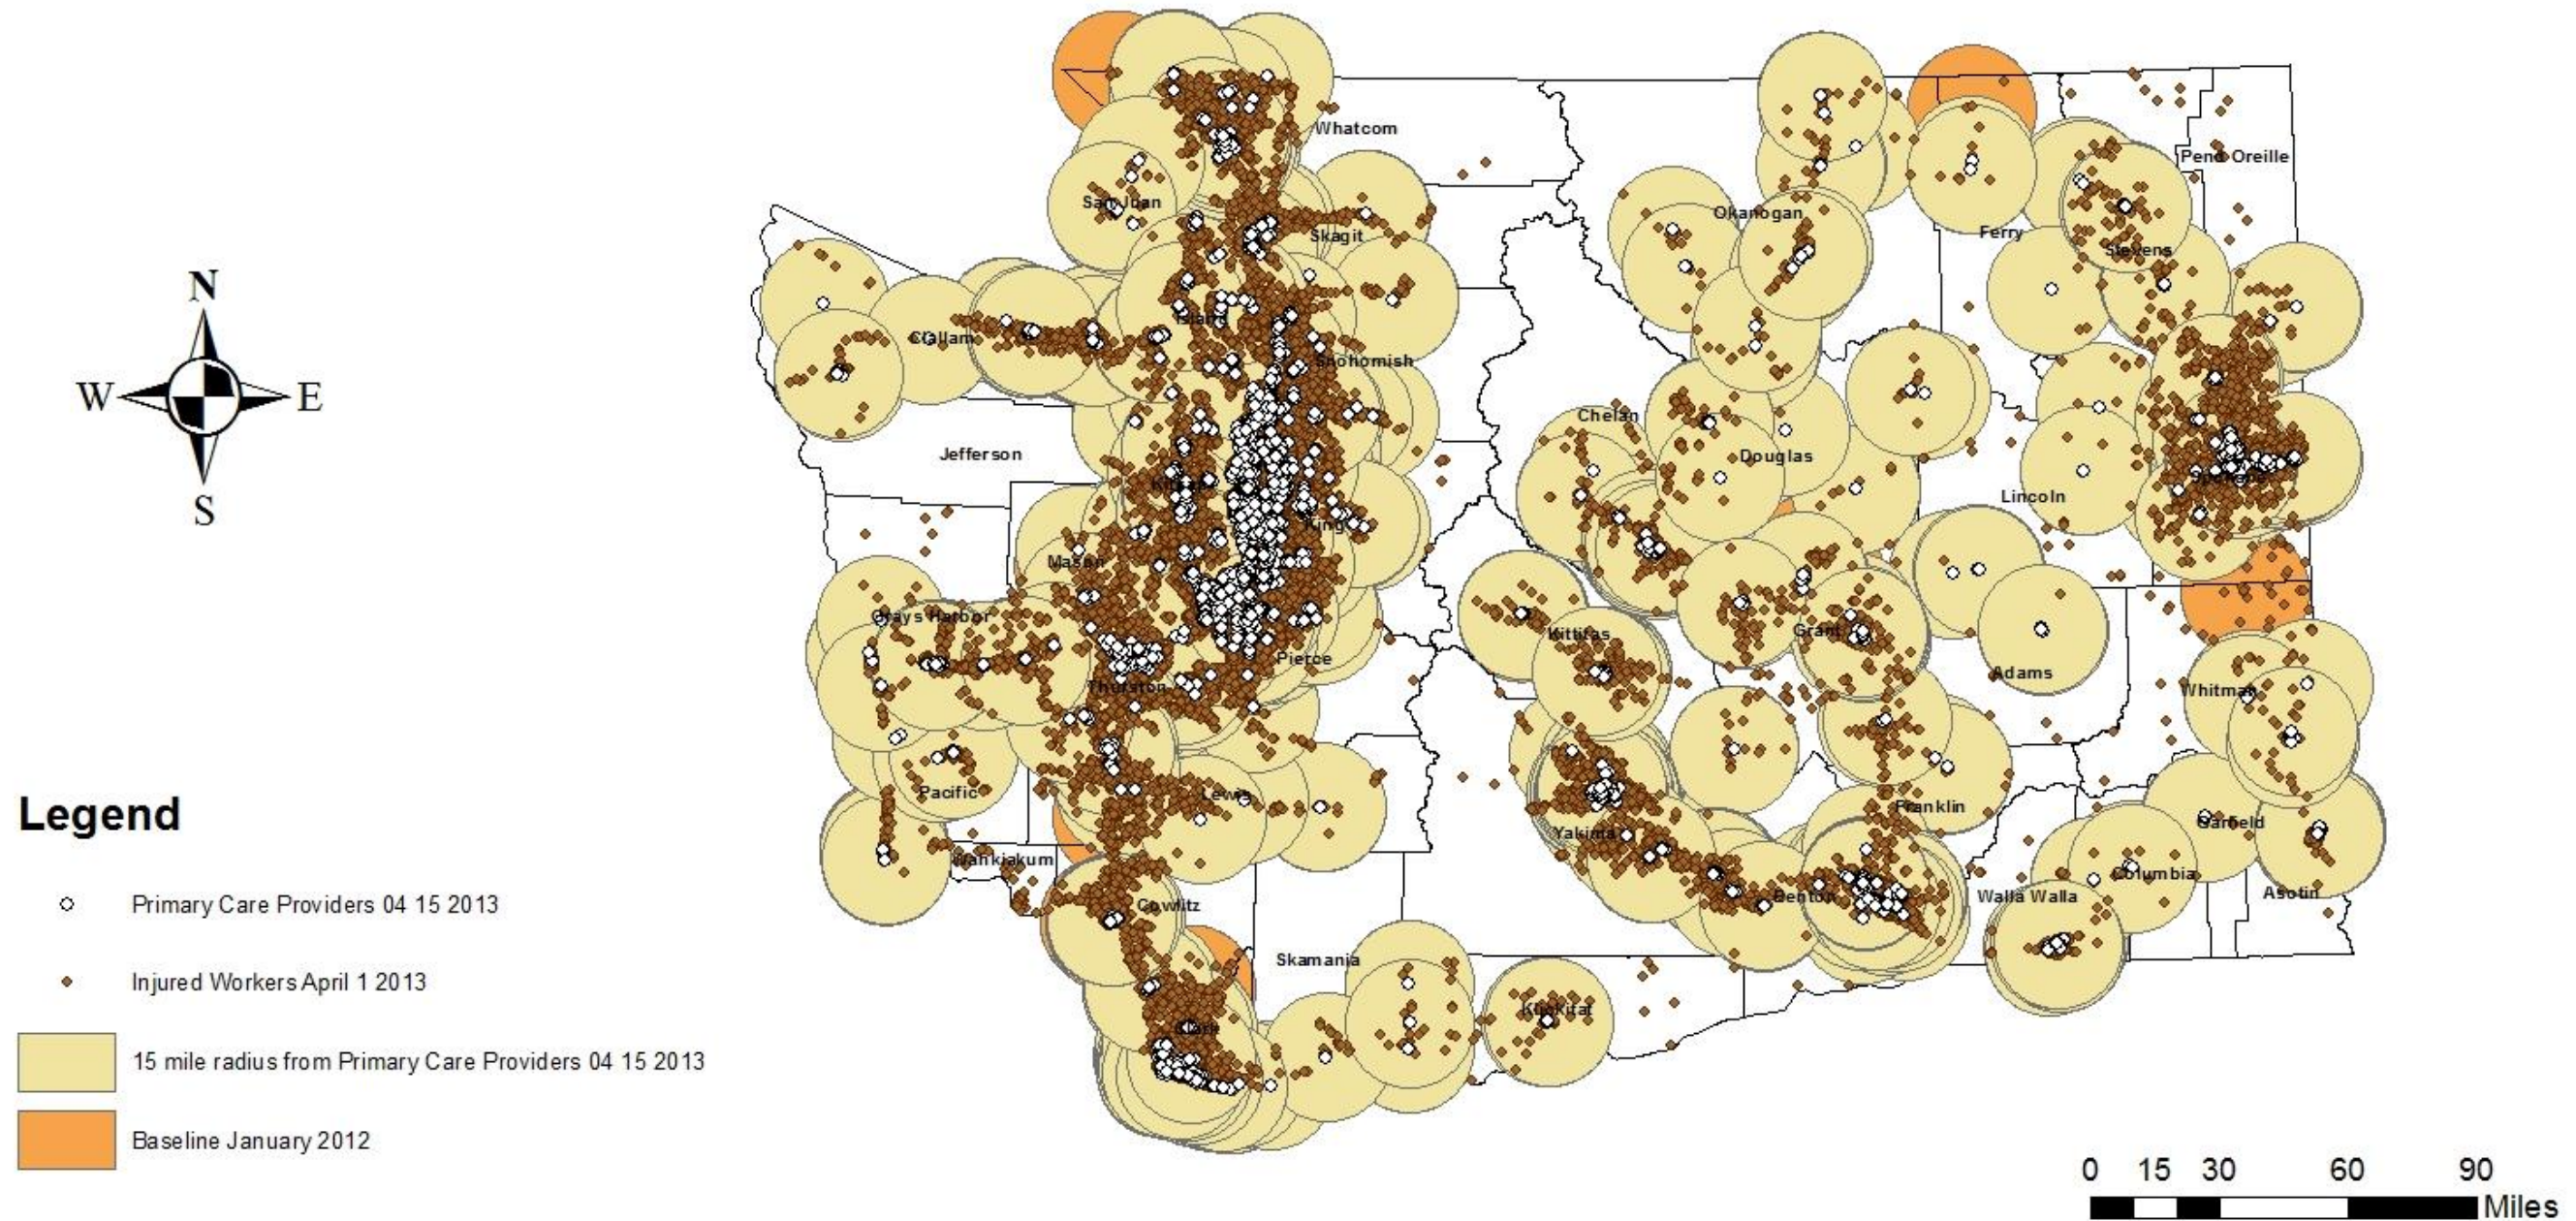 N
W E
S
Whatcom
Pend Oreille
San Juan
Okanogan
Skagit
Ferry
Stevens
Island
Clallam
Snohomish
Chelan
Jefferson
Douglas
Kitsap
Spokane
Lincoln
King
Mason
Grays Harbor
Kittitas
Grant
Pierce
Adams
Thurston
Whitman
Pacific
Lewis
Franklin
Garfield
Yakima
Wahkiakum
Columbia
Benton
Walla Walla
Asotin
Cowlitz
Skamania
Klickitat
Clark
Legend
Primary Care Providers 04 15 2013
Injured Workers April 1 2013
15 mile radius from Primary Care Providers 04 15 2013
Baseline January 2012
0 15 30 60 90
Miles